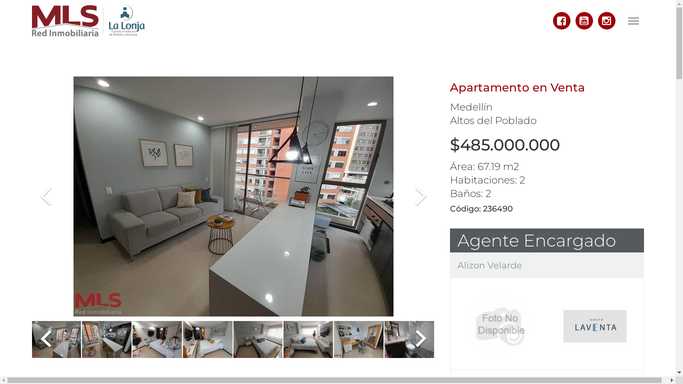 MLS
Red Inmobiliaria
La Lonja
Apartamento en Venta
Medellín
Altos del Poblado
$485.000.000
Área: 67.19 m2
Habitaciones: 2
Baños: 2
Código: 236490
MLS
Red Inmobiliaria
Agente Encargado
Alizon Velarde
Foto No
Disponible
GRUPO
LAVENTA